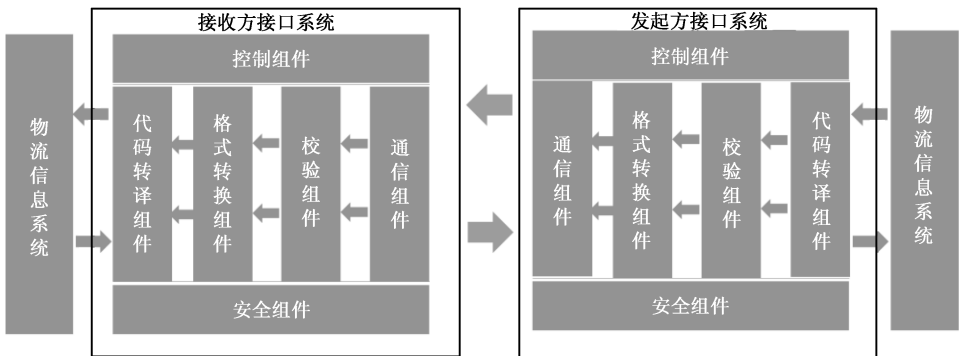 接收方接口系统
发起方接口系统
控制组件
控制组件
物流信息系统
代码转译组件
格式转换组件
校验组件
通信组件
通信组件
格式转换组件
校验组件
代码转译组件
物流信息系统
安全组件
安全组件